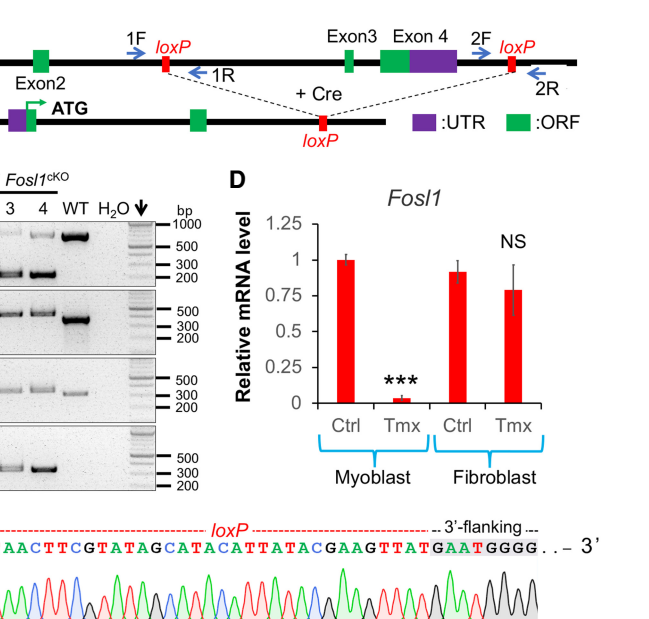 1F loxP Exon3 Exon 4 2F loxP
Exon2 1R 2R
+ Cre
ATG
loxP :UTR :ORF
Fosl1cKO
3 4 WT H2O bp
1000
500
300
200
500
300
200
500
300
200
500
300
200
D
Fosl1
Relative mRNA level
1.25
1
0.75
0.5
0.25
0
NS
***
Ctrl Tmx Ctrl Tmx
Myoblast Fibroblast
loxP 3’-flanking
AACTTCGTATAGCATACATTATACGAAGTTATGAATGGGG..– 3’